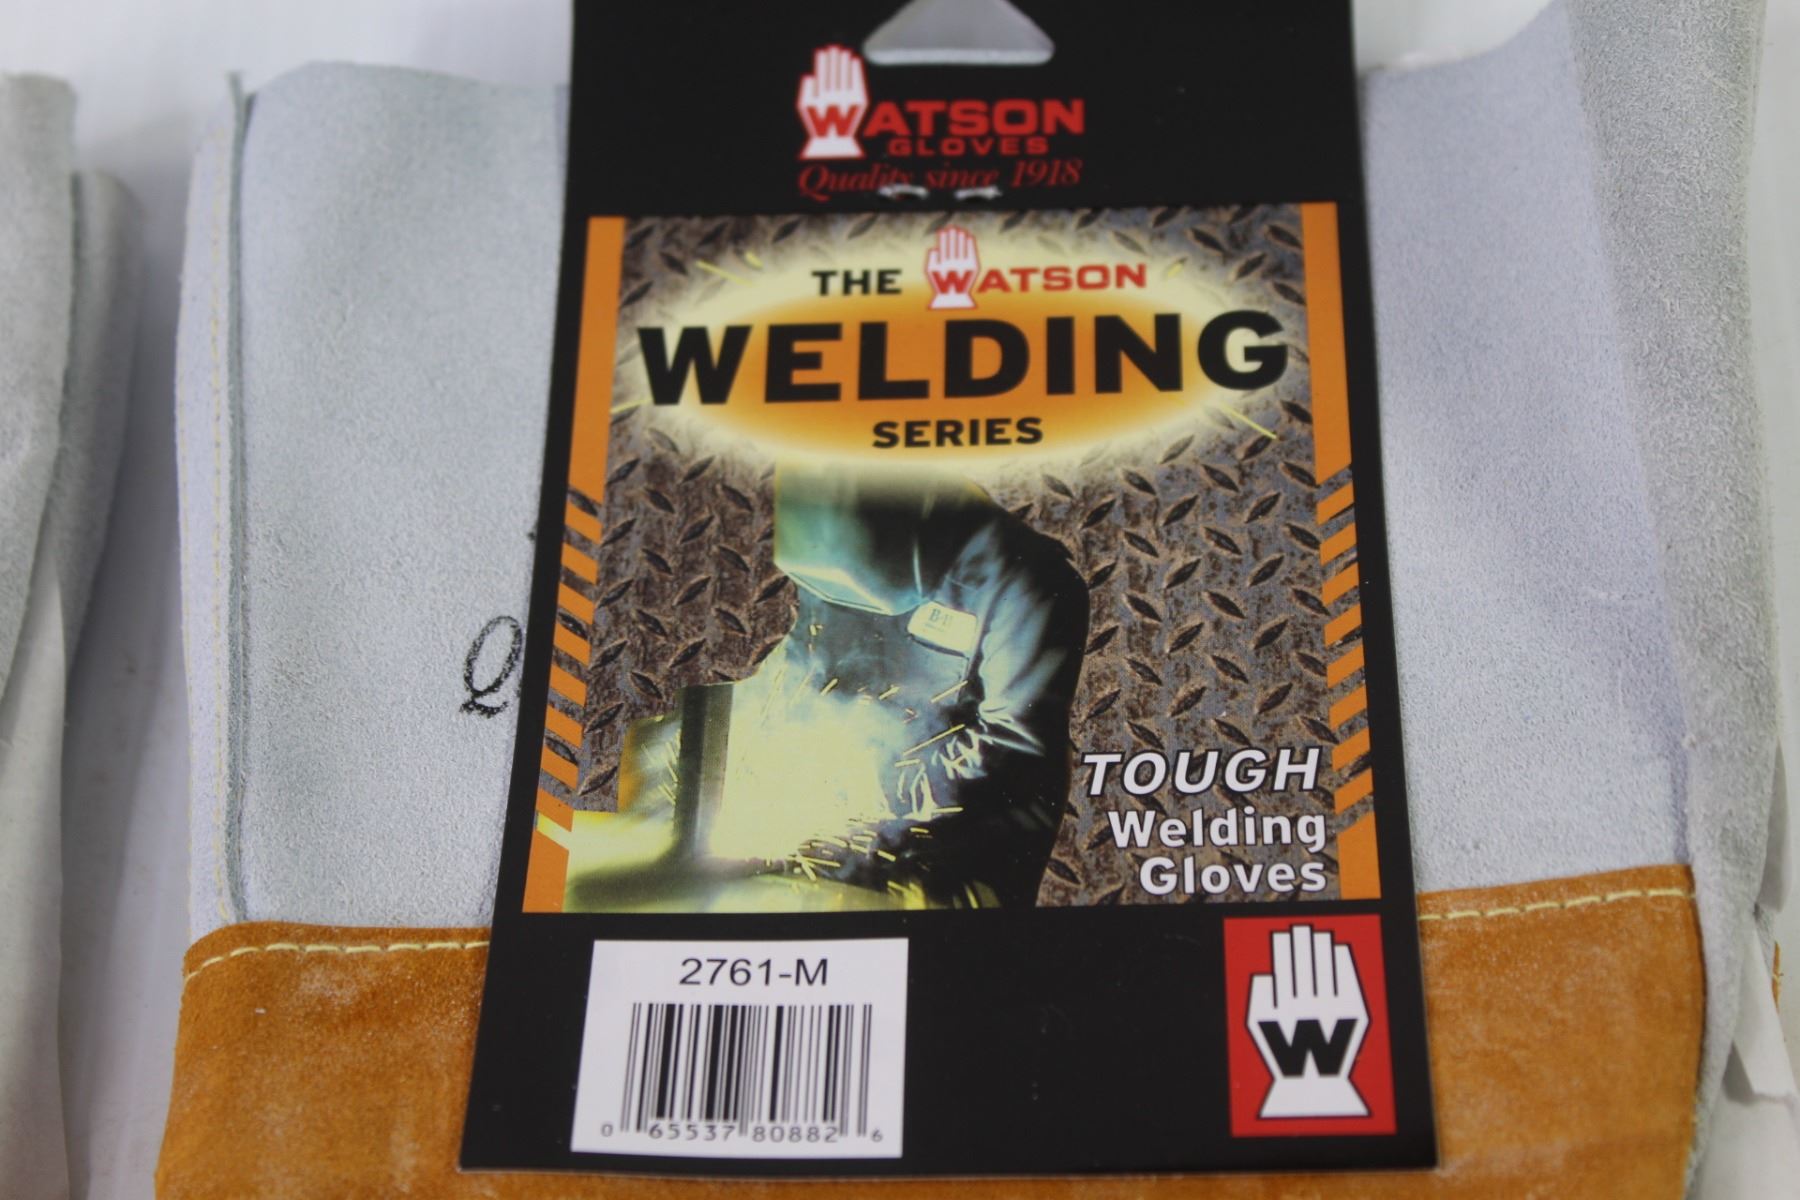 WATSON
GLOVES
Quality since 1918
THE WATSON
WELDING
SERIES
TOUGH
Welding
Gloves
2761-M
0 65537 80882 6
W
Q